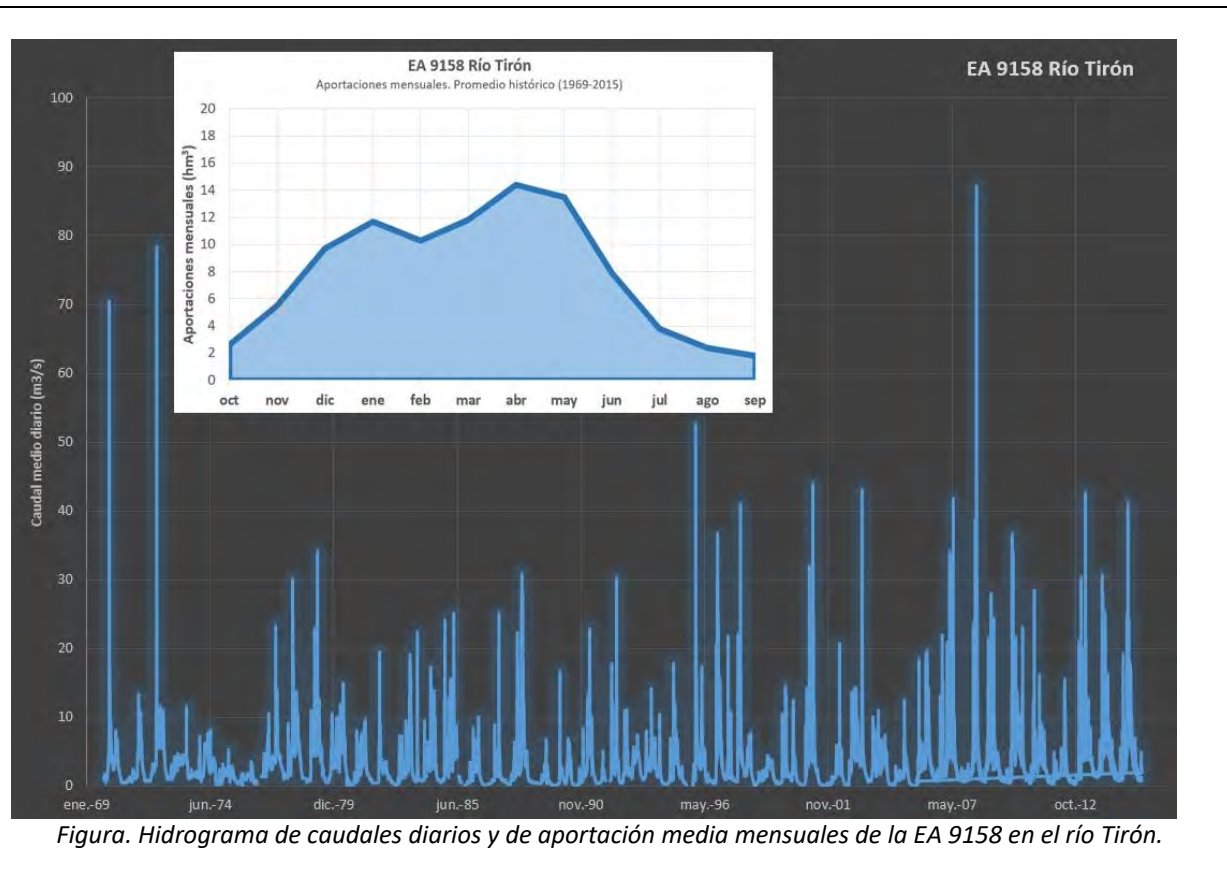 EA 9158 Río Tirón
EA 9158 Río Tirón
Aportaciones mensuales. Promedio histórico (1969-2015)
Aportaciones mensuales (hm³)
20
18
16
14
12
10
8
6
4
2
0
oct nov dic ene feb mar abr may jun jul ago sep
Caudal medio diario (m3/s)
100
90
80
70
60
50
40
30
20
10
0
ene.-69 jun.-74 dic.-79 jun.-85 nov.-90 may.-96 nov.-01 may.-07 oct.-12
Figura. Hidrograma de caudales diarios y de aportación media mensuales de la EA 9158 en el río Tirón.